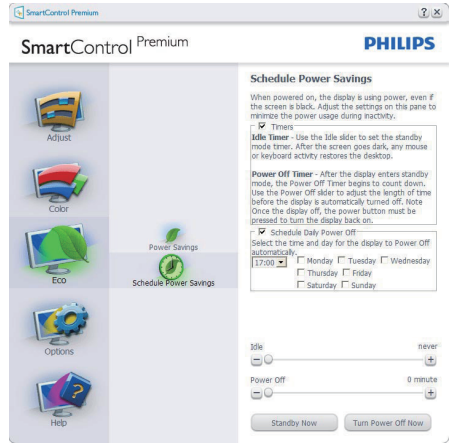 SmartControl Premium
SmartControl Premium
PHILIPS
Adjust
Color
Eco
Options
Help
Power Savings
Schedule Power Savings
Schedule Power Savings
When powered on, the display is using power, even if
the screen is black. Adjust the settings on this pane to
minimize the power usage during inactivity.
Timers
Idle Timer - Use the Idle slider to set the standby
mode timer. After the screen goes dark, any mouse
or keyboard activity restores the desktop.
Power Off Timer - After the display enters standby
mode, the Power Off Timer begins to count down.
Use the Power Off slider to adjust the length of time
before the display is automatically turned off. Note
Once the display off, the power button must be
pressed to turn the display back on.
Schedule Daily Power Off
Select the time and day for the display to Power Off
automatically.
17:00 Monday Tuesday Wednesday
Thursday Friday
Saturday Sunday
Idle never
Power Off 0 minute
Standby Now Turn Power Off Now